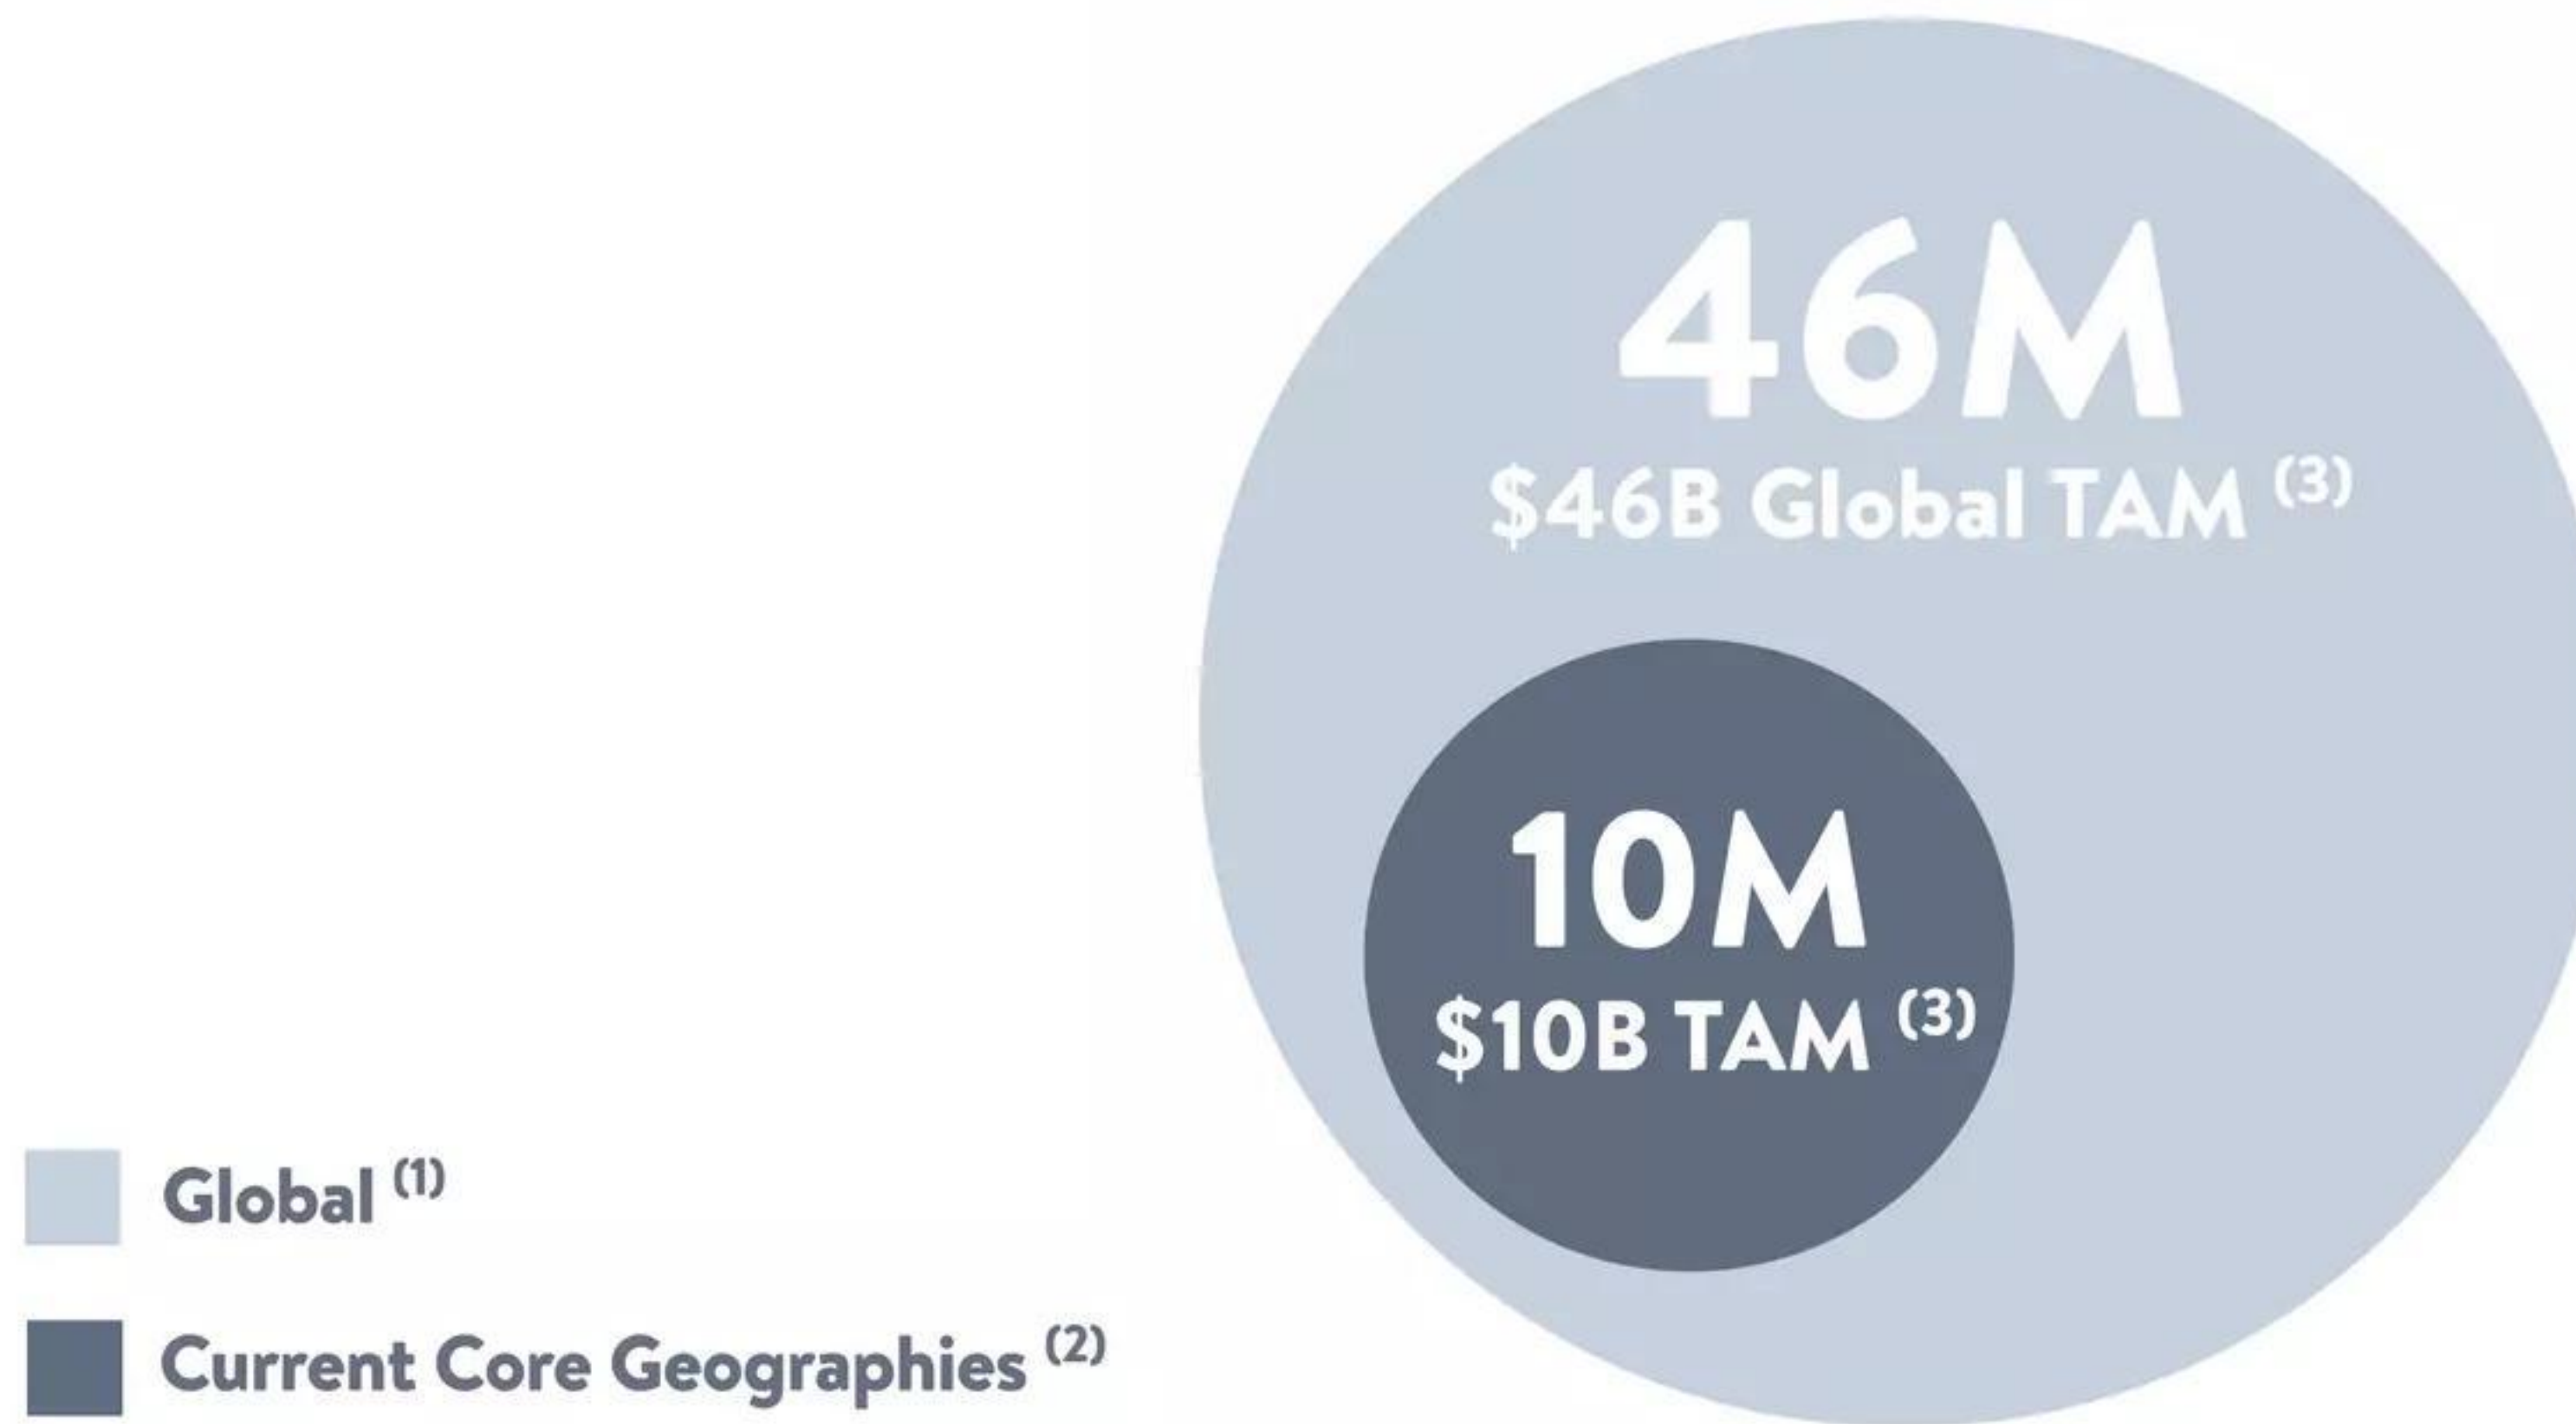 46M
$46B Global TAM (3)
10M
$10B TAM (3)
Global (1)
Current Core Geographies (2)